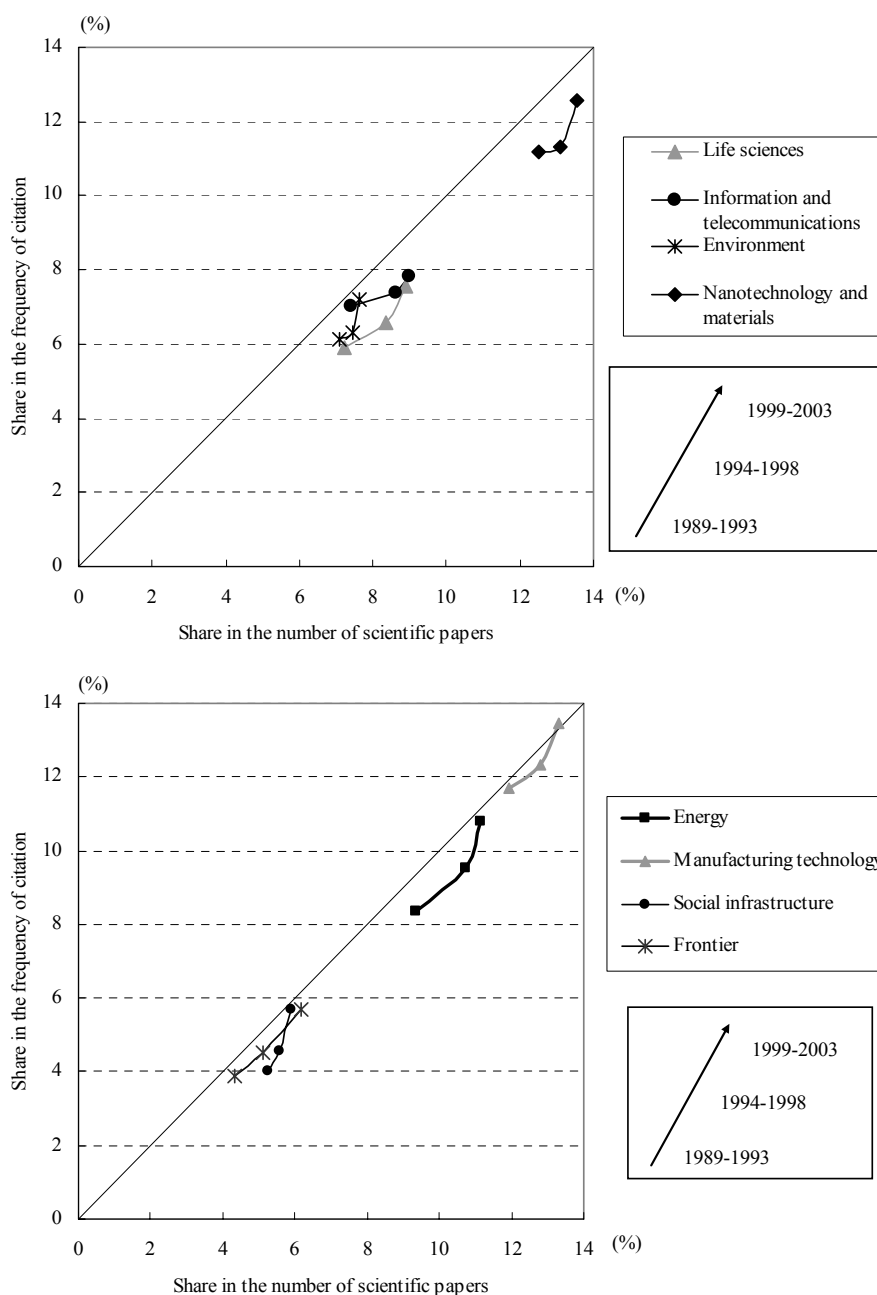 (%)
14
12
10
8
6
4
2
0
0 2 4 6 8 10 12 14 (%)
Share in the frequency of citation
Share in the number of scientific papers
Life sciences
Information and
telecommunications
Environment
Nanotechnology and
materials
1999-2003
1994-1998
1989-1993
(%)
14
12
10
8
6
4
2
0
0 2 4 6 8 10 12 14 (%)
Share in the frequency of citation
Share in the number of scientific papers
Energy
Manufacturing technology
Social infrastructure
Frontier
1999-2003
1994-1998
1989-1993